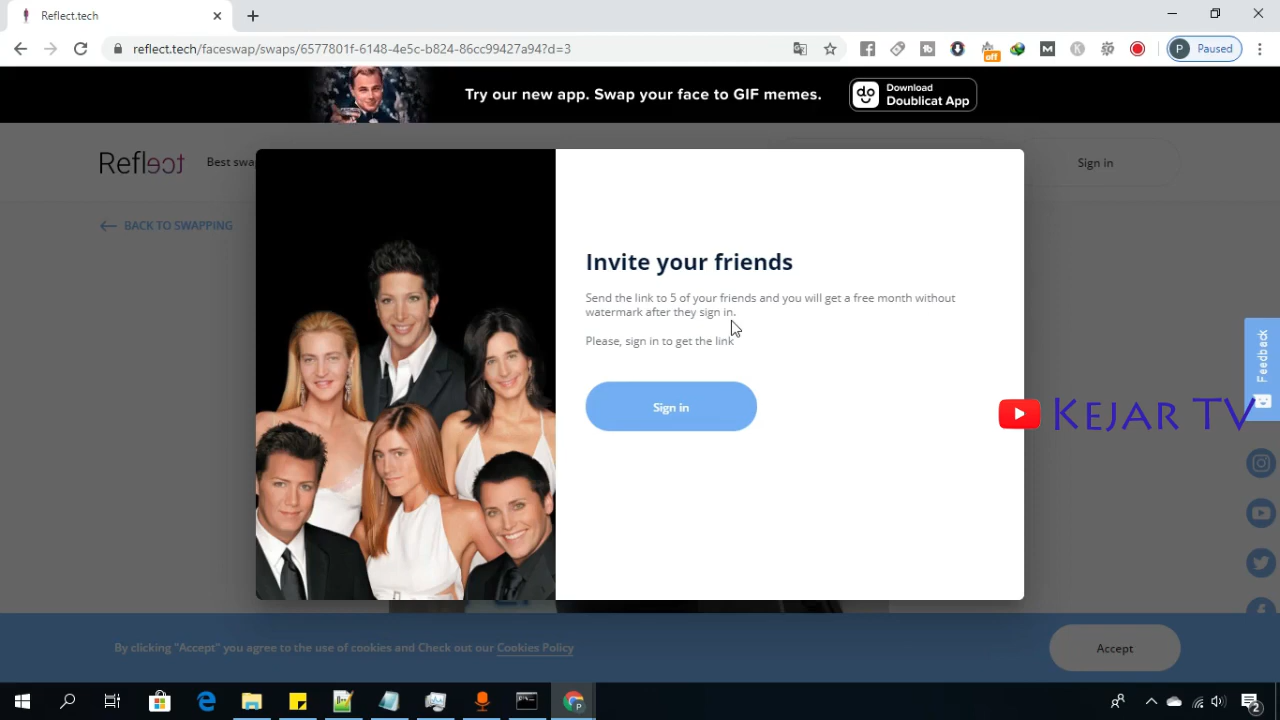 Reflect.tech
reflect.tech/faceswap/swaps/6577801f-6148-4e5c-b824-86cc99427a94?d=3
off
P Paused
Try our new app. Swap your face to GIF memes.
Download
Doublicat App
Reflect
Best swa
Sign in
BACK TO SWAPPING
Invite your friends
Send the link to 5 of your friends and you will get a free month without
watermark after they sign in.
Please, sign in to get the link
Sign in
Feedback
KEJAR TV
By clicking "Accept" you agree to the use of cookies and Check out our Cookies Policy
Accept
2